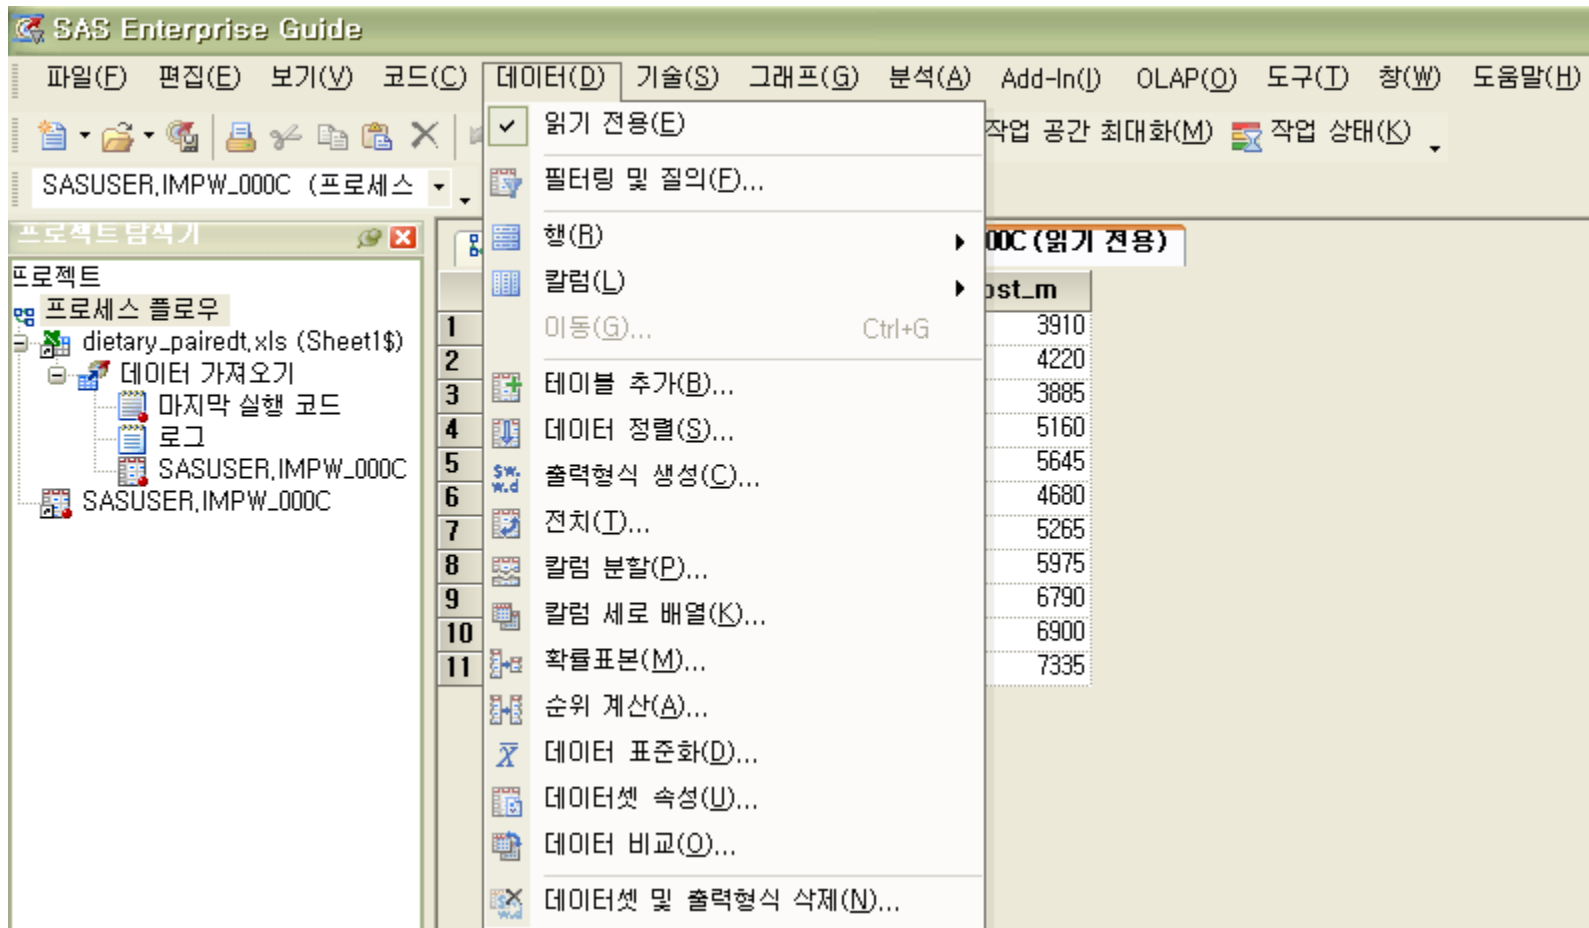 SAS Enterprise Guide
파일(F) 편집(E) 보기(V) 코드(C) 데이터(D) 기술(S) 그래프(G) 분석(A) Add-In(I) OLAP(O) 도구(T) 창(W) 도움말(H)
작업 공간 최대화(M) 작업 상태(K)
SASUSER.IMPW_000C (프로세스
프로젝트 탐색기
프로젝트
프로세스 플로우
dietary_pairedt.xls (Sheet1$)
데이터 가져오기
마지막 실행 코드
로그
SASUSER.IMPW_000C
SASUSER.IMPW_000C
읽기 전용(E)
필터링 및 질의(F)...
행(R)
칼럼(L)
이동(G)... Ctrl+G
테이블 추가(B)...
데이터 정렬(S)...
출력형식 생성(C)...
전치(T)...
칼럼 분할(P)...
칼럼 세로 배열(K)...
확률표본(M)...
순위 계산(A)...
데이터 표준화(D)...
데이터셋 속성(U)...
데이터 비교(O)...
데이터셋 및 출력형식 삭제(N)...
00C (읽기 전용)
ost_m
1 3910
2 4220
3 3885
4 5160
5 5645
6 4680
7 5265
8 5975
9 6790
10 6900
11 7335